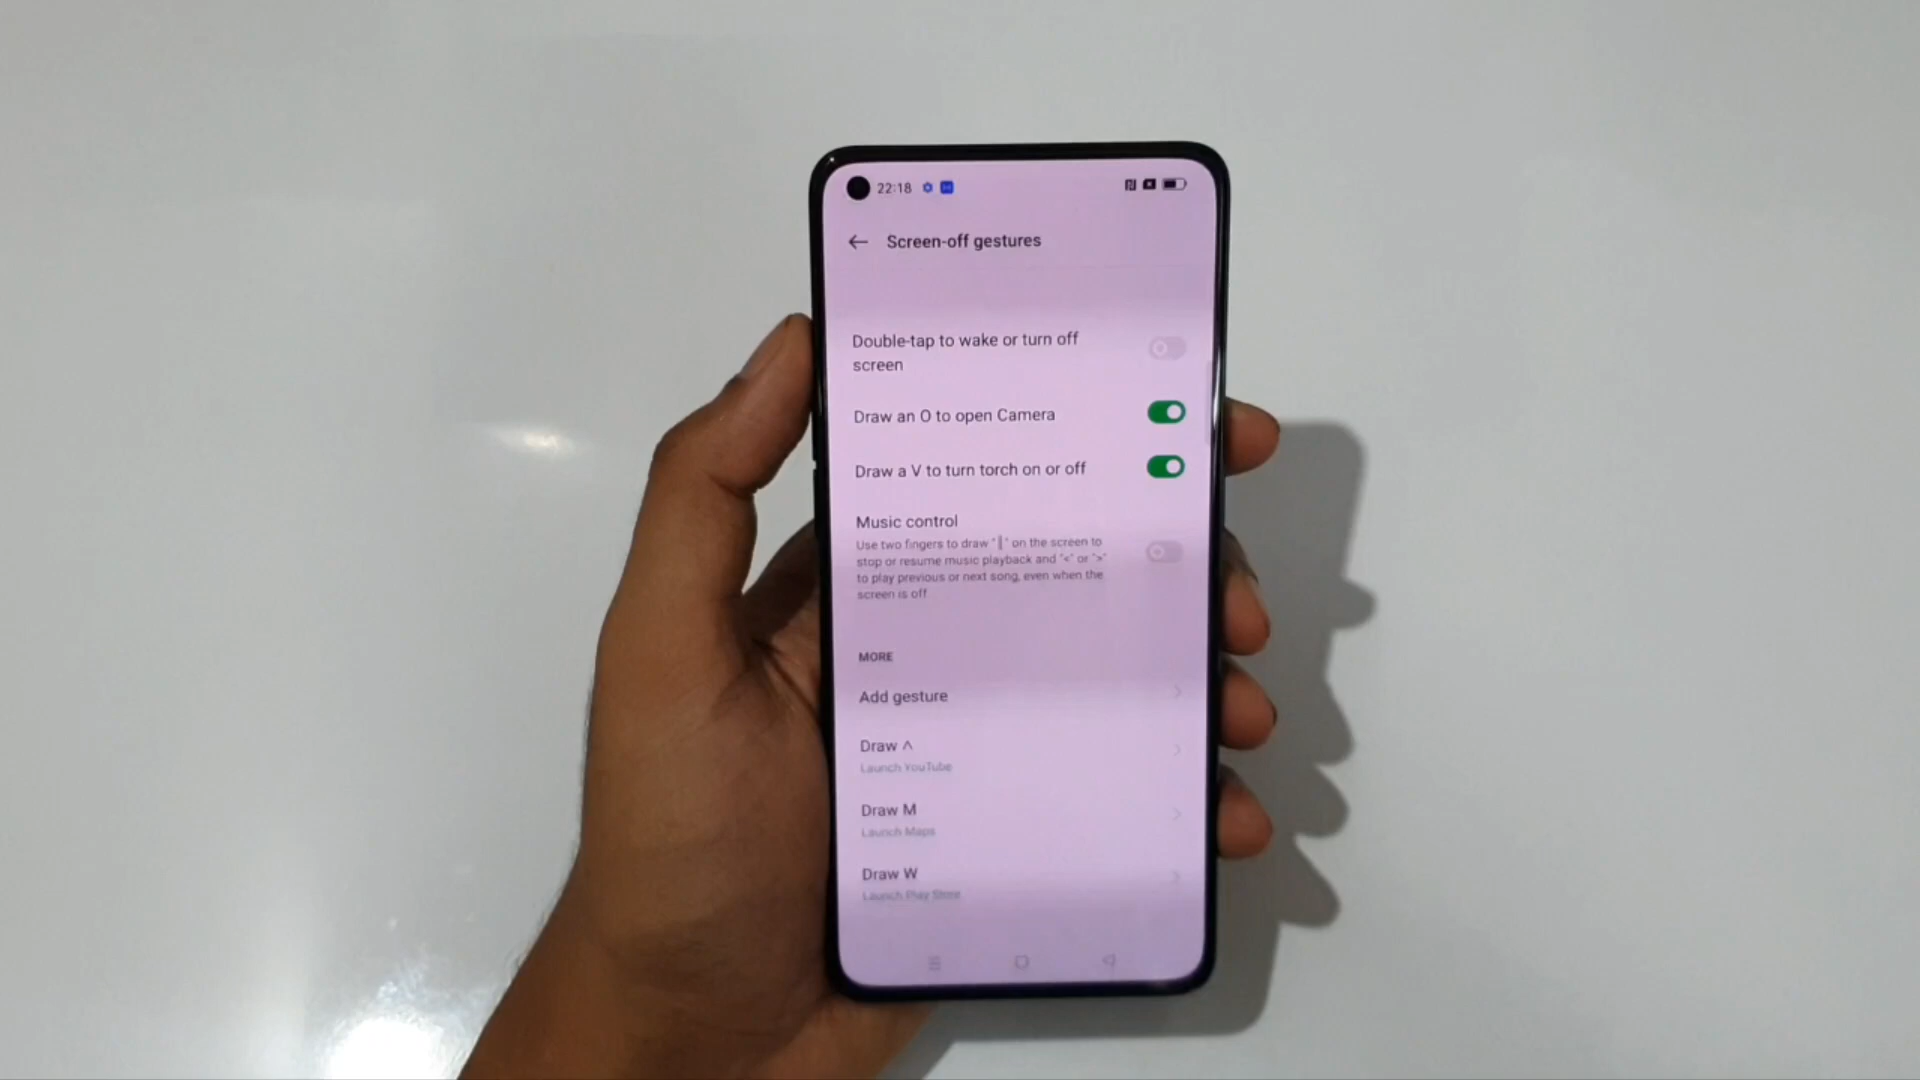 22:18
Screen-off gestures
Double-tap to wake or turn off
screen
Draw an O to open Camera
Draw a V to turn torch on or off
Music control
Use two fingers to draw "||" on the screen to
stop or resume music playback and "<" or ">"
to play previous or next song, even when the
screen is off
MORE
Add gesture
Draw ^
Launch YouTube
Draw M
Launch Maps
Draw W
Launch Play Store